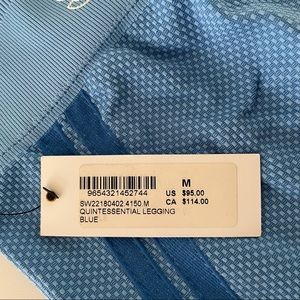 9654321452744
M
US $95.00
CA $114.00
SW22180402.4150.M
QUINTESSENTIAL LEGGING
BLUE